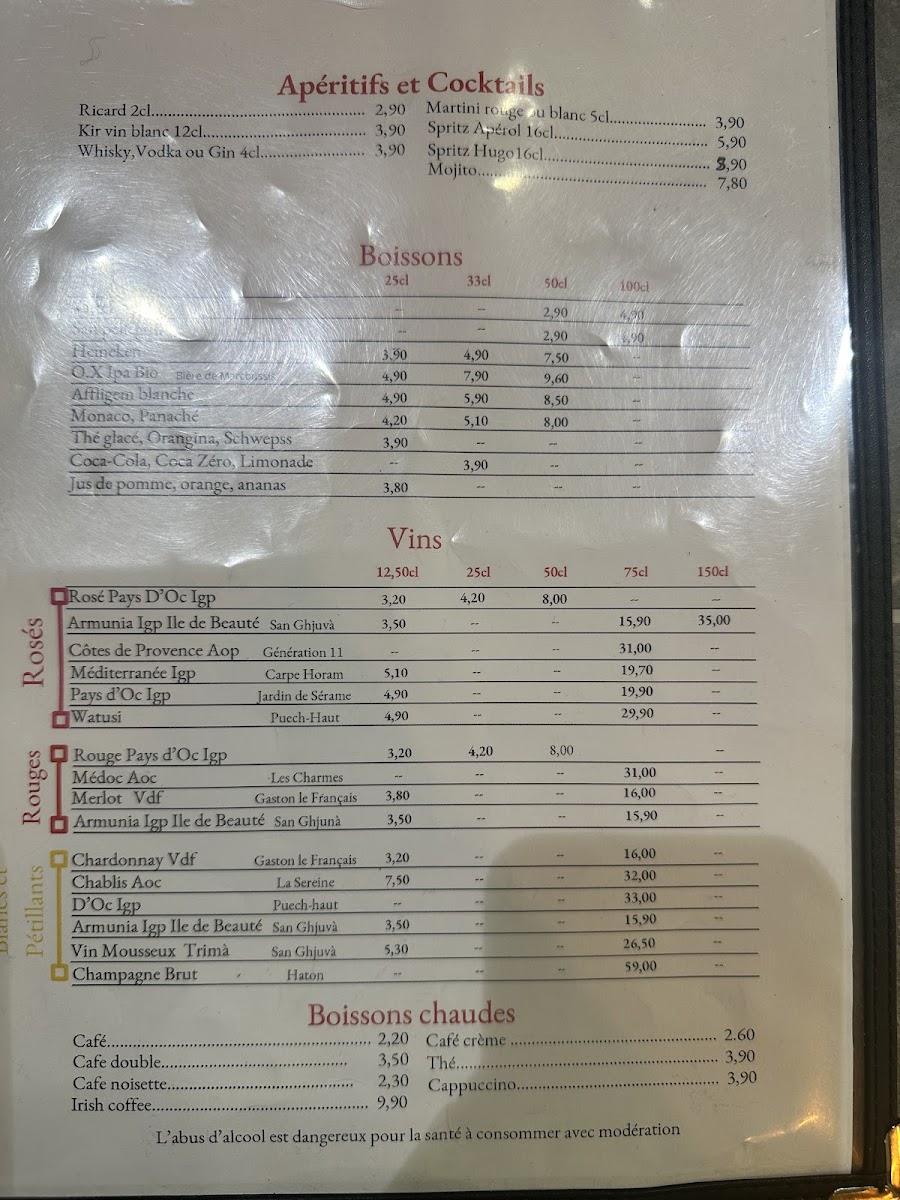 Apéritifs et Cocktails
Ricard 2cl.................... 2,90
Kir vin blanc 12cl.................... 3,90
Whisky,Vodka ou Gin 4cl.................... 3,90
Martini rouge ou blanc 5cl.................... 3,90
Spritz Apérol 16cl.................... 5,90
Spritz Hugo16cl.................... ,90
Mojito.................... 7,80
Boissons
25cl 33cl 50cl 100cl
-- -- 2,90 4,90
-- -- 2,90 ,90
Heineken 3,90 4,90 7,50 --
O.X Ipa Bio Bière de Marcoussis 4,90 7,90 9,60 --
Affligem blanche 4,90 5,90 8,50 --
Monaco, Panaché 4,20 5,10 8,00 --
Thé glacé, Orangina, Schwepss 3,90 -- -- --
Coca-Cola, Coca Zéro, Limonade -- 3,90 -- --
Jus de pomme, orange, ananas 3,80 -- -- --
Vins
12,50cl 25cl 50cl 75cl 150cl
Rosés
Rosé Pays D'Oc Igp 3,20 4,20 8,00 -- --
Armunia Igp Ile de Beauté San Ghjuvà 3,50 -- -- 15,90 35,00
Côtes de Provence Aop Génération 11 -- -- -- 31,00 --
Méditerranée Igp Carpe Horam 5,10 -- -- 19,70 --
Pays d'Oc Igp Jardin de Sérame 4,90 -- -- 19,90 --
Watusi Puech-Haut 4,90 -- -- 29,90 --
Rouges
Rouge Pays d'Oc Igp 3,20 4,20 8,00 --
Médoc Aoc Les Charmes -- -- -- 31,00 --
Merlot Vdf Gaston le Français 3,80 -- -- 16,00 --
Armunia Igp Ile de Beauté San Ghjunà 3,50 -- -- 15,90 --
Blancs et
Pétillants
Chardonnay Vdf Gaston le Français 3,20 -- -- 16,00 --
Chablis Aoc La Sereine 7,50 -- -- 32,00 --
D'Oc Igp Puech-haut -- -- -- 33,00 --
Armunia Igp Ile de Beauté San Ghjuvà 3,50 -- -- 15,90 --
Vin Mousseux Trimà San Ghjuvà 5,30 -- -- 26,50 --
Champagne Brut Haton -- -- -- 59,00 --
Boissons chaudes
Café.................... 2,20
Cafe double.................... 3,50
Cafe noisette.................... 2,30
Irish coffee.................... 9,90
Café crème .................... 2.60
Thé.................... 3,90
Cappuccino.................... 3,90
L'abus d'alcool est dangereux pour la santé à consommer avec modération